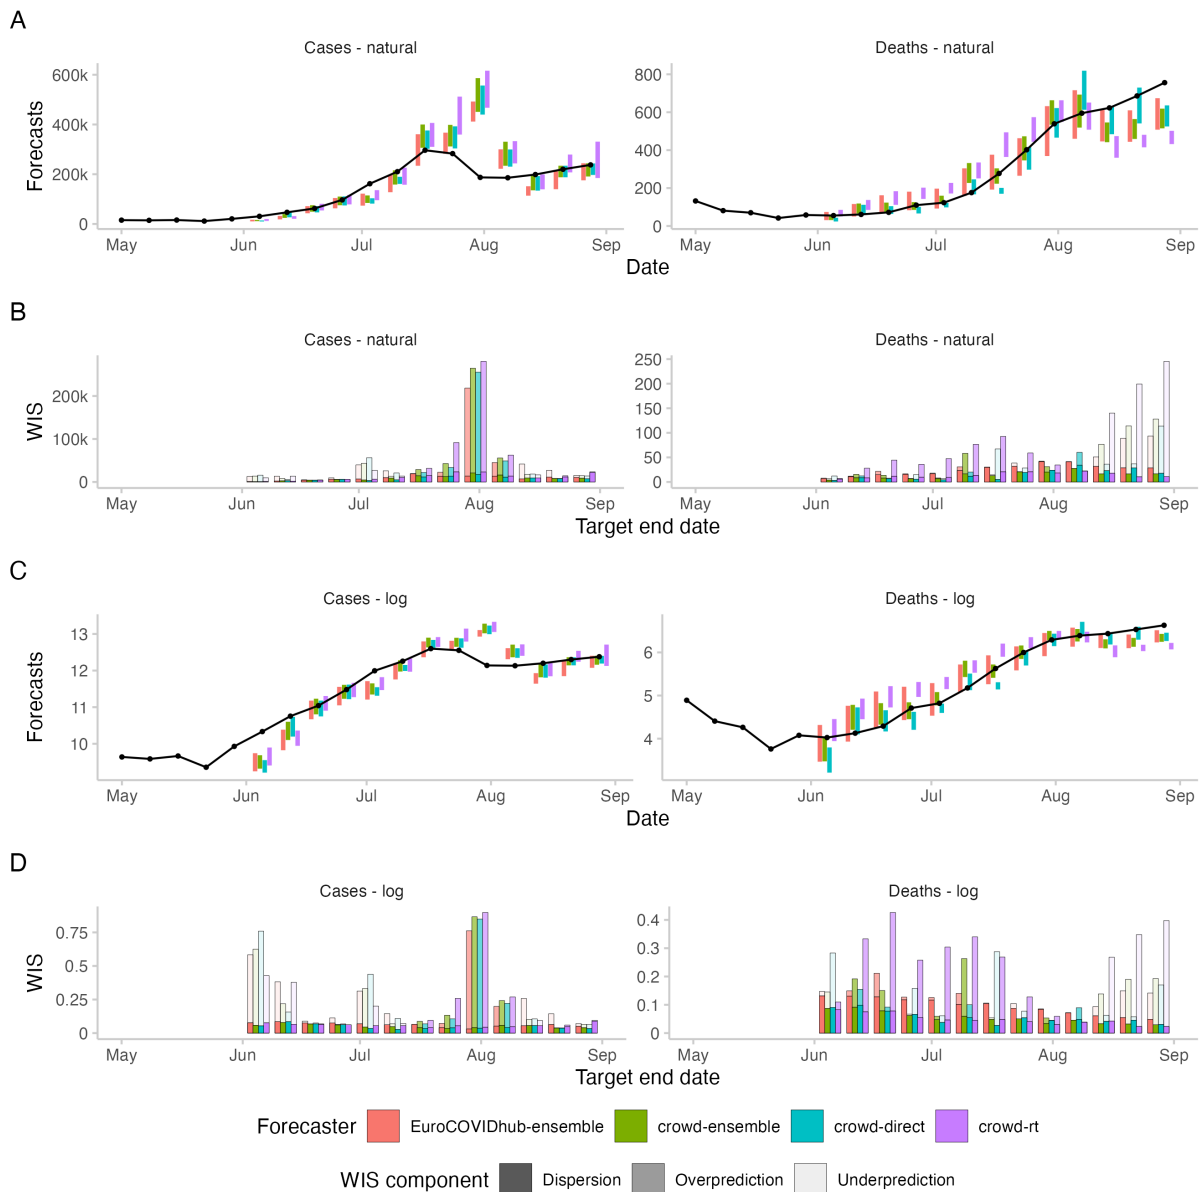 A
Cases - natural
Deaths - natural
Forecasts
600k
400k
200k
0
May
Jun
Jul
Aug
Sep
800
600
400
200
0
May
Jun
Jul
Aug
Sep
Date
B
Cases - natural
Deaths - natural
WIS
200k
100k
0
May
Jun
Jul
Aug
Sep
250
200
150
100
50
0
May
Jun
Jul
Aug
Sep
Target end date
C
Cases - log
Deaths - log
Forecasts
13
12
11
10
May
Jun
Jul
Aug
Sep
6
5
4
May
Jun
Jul
Aug
Sep
Date
D
Cases - log
Deaths - log
WIS
0.75
0.5
0.25
0
May
Jun
Jul
Aug
Sep
0.4
0.3
0.2
0.1
0
May
Jun
Jul
Aug
Sep
Target end date
Forecaster EuroCOVIDhub-ensemble crowd-ensemble crowd-direct crowd-rt
WIS component Dispersion Overprediction Underprediction